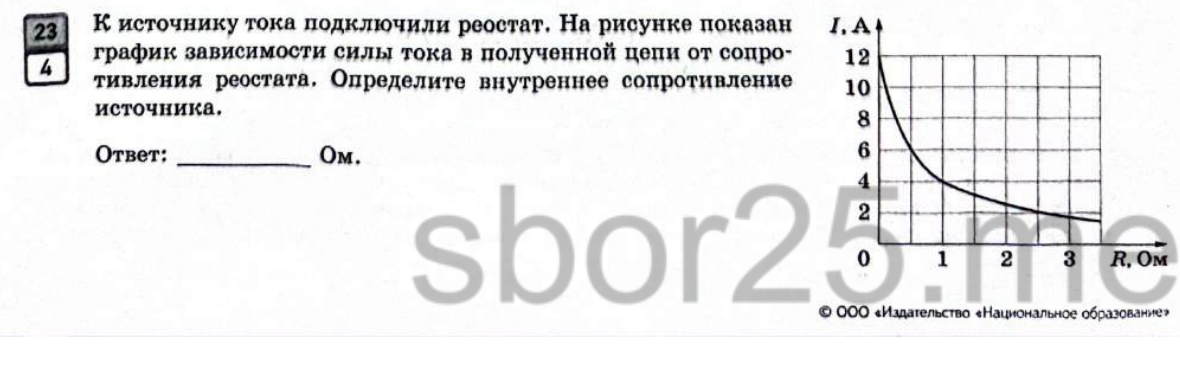 23
4
К источнику тока подключили реостат. На рисунке показан
график зависимости силы тока в полученной цепи от сопро-
тивления реостата. Определите внутреннее сопротивление
источника.
Ответ: ____________ Ом.
I, А
12
10
8
6
4
2
0 1 2 3 R, Ом
sbor25.me
© ООО «Издательство «Национальное образование»